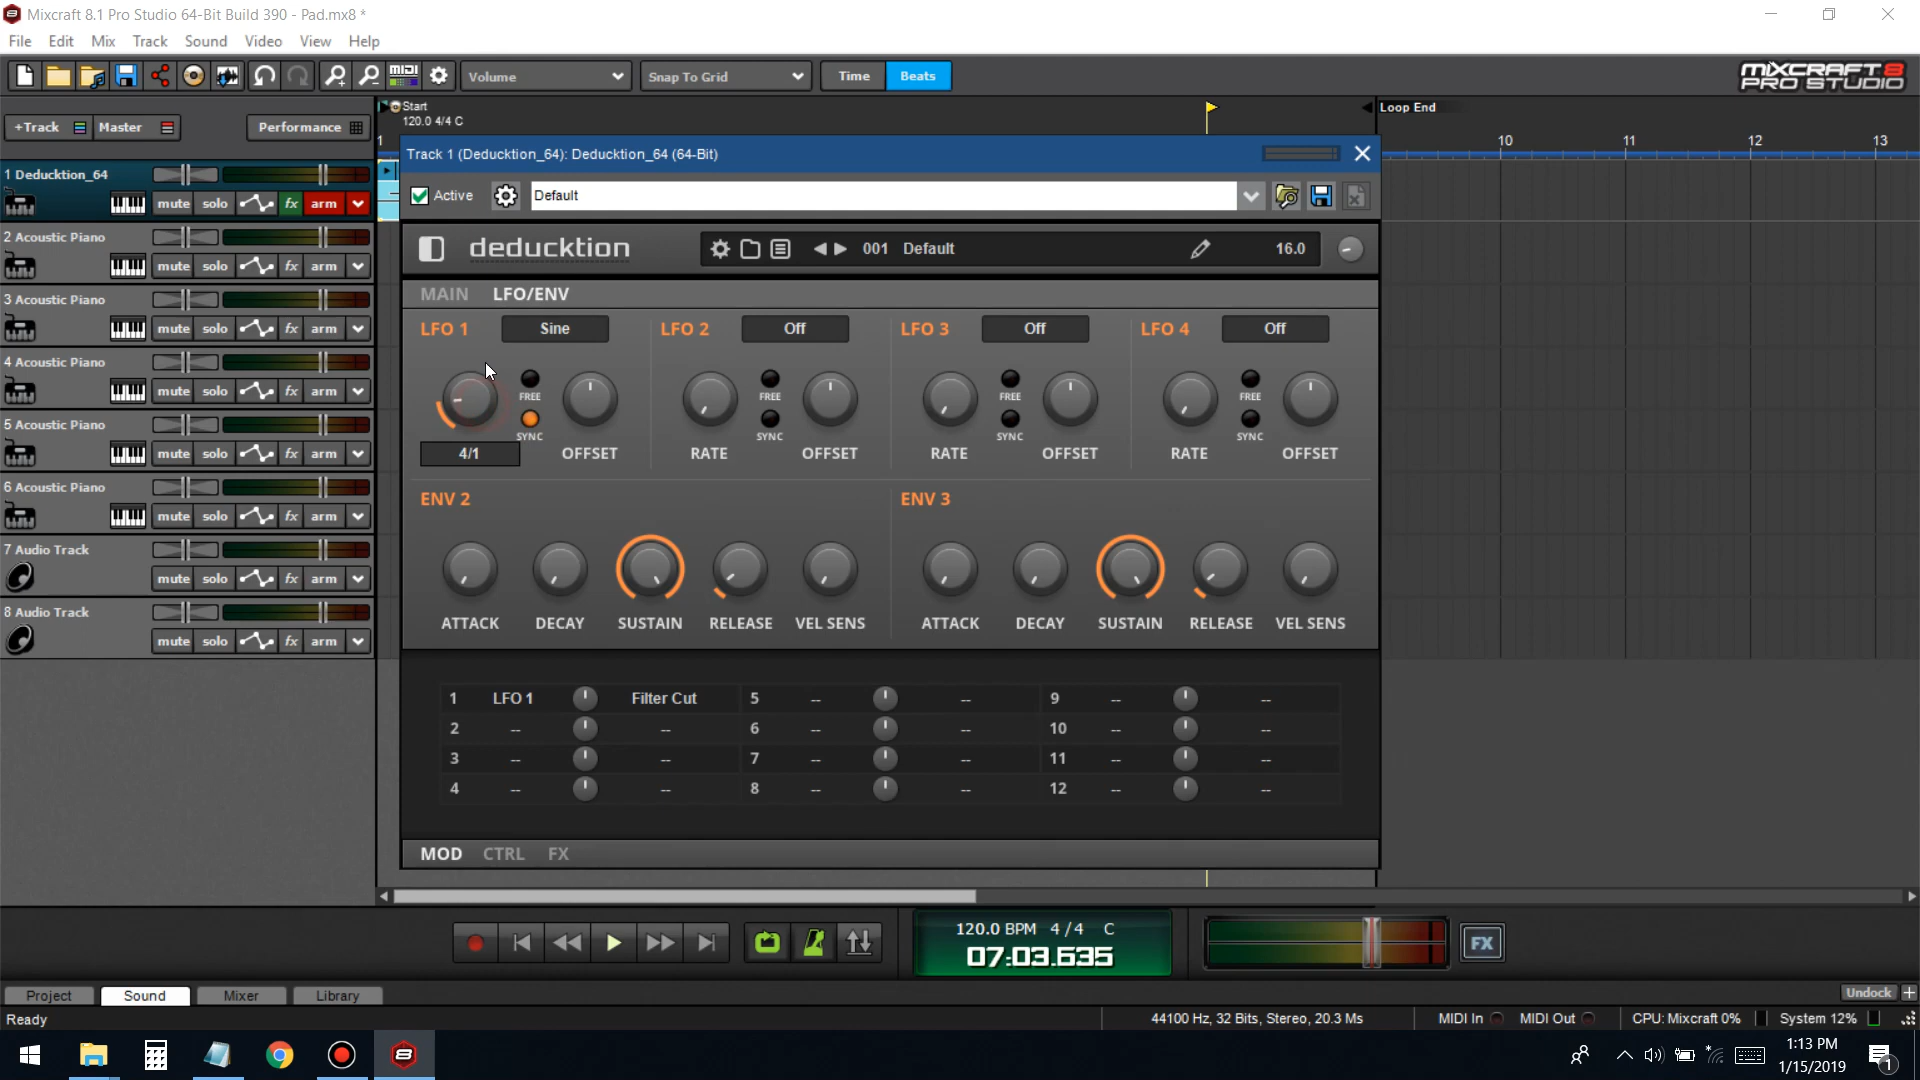 Mixcraft 8.1 Pro Studio 64-Bit Build 390 - Pad.mx8 *
File Edit Mix Track Sound Video View Help
MIDI Volume Snap To Grid Time Beats MIXCRAFT 8 PRO STUDIO
Start
120.0 4/4 C
Loop End
+Track Master Performance
1 10 11 12 13
Track 1 (Deducktion_64): Deducktion_64 (64-Bit)
1 Deducktion_64
mute solo fx arm
2 Acoustic Piano
mute solo fx arm
3 Acoustic Piano
mute solo fx arm
4 Acoustic Piano
mute solo fx arm
5 Acoustic Piano
mute solo fx arm
6 Acoustic Piano
mute solo fx arm
7 Audio Track
mute solo fx arm
8 Audio Track
mute solo fx arm
Active Default
deducktion 001 Default 16.0
MAIN LFO/ENV
LFO 1 Sine LFO 2 Off LFO 3 Off LFO 4 Off
FREE FREE FREE FREE
SYNC SYNC SYNC SYNC
4/1 OFFSET RATE OFFSET RATE OFFSET RATE OFFSET
ENV 2 ENV 3
ATTACK DECAY SUSTAIN RELEASE VEL SENS ATTACK DECAY SUSTAIN RELEASE VEL SENS
1 LFO 1 Filter Cut 5 -- -- 9 -- --
2 -- -- 6 -- -- 10 -- --
3 -- -- 7 -- -- 11 -- --
4 -- -- 8 -- -- 12 -- --
MOD CTRL FX
120.0 BPM 4/4 C
07:03.635
FX
Project Sound Mixer Library Undock +
Ready 44100 Hz, 32 Bits, Stereo, 20.3 Ms MIDI In MIDI Out CPU: Mixcraft 0% System 12%
8
1:13 PM
1/15/2019
1